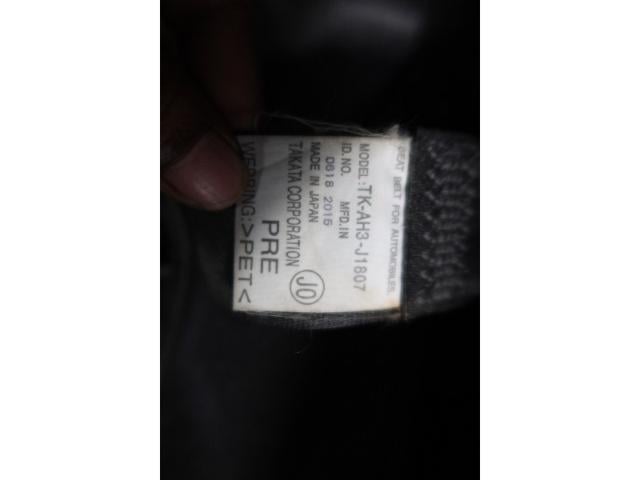 SEAT BELT FOR AUTOMOBILES
MODEL:TK-AH3-J1807
ID.NO. MFD.IN
0618 2015
MADE IN JAPAN
TAKATA CORPORATION
JO
PRE
WEBBING:>PET<